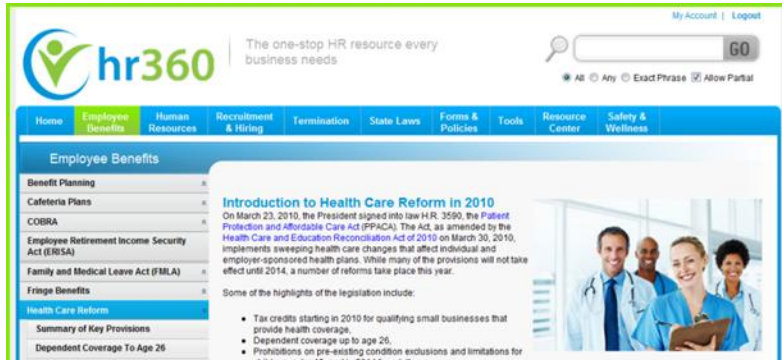 My Account | Logout
hr360
The one-stop HR resource every
business needs
GO
All Any Exact Phrase Allow Partial
Home
Employee
Benefits
Human
Resources
Recruitment
& Hiring
Termination
State Laws
Forms &
Policies
Tools
Resource
Center
Safety &
Wellness
Employee Benefits
Benefit Planning
Cafeteria Plans
COBRA
Employee Retirement Income Security
Act (ERISA)
Family and Medical Leave Act (FMLA)
Fringe Benefits
Health Care Reform
Summary of Key Provisions
Dependent Coverage To Age 26
Introduction to Health Care Reform in 2010
On March 23, 2010, the President signed into law H.R. 3590, the Patient
Protection and Affordable Care Act (PPACA). The Act, as amended by the
Health Care and Education Reconciliation Act of 2010 on March 30, 2010,
implements sweeping health care changes that affect individual and
employer-sponsored health plans. While many of the provisions will not take
effect until 2014, a number of reforms take place this year.
Some of the highlights of the legislation include:
Tax credits starting in 2010 for qualifying small businesses that
provide health coverage,
Dependent coverage up to age 26,
Prohibitions on pre-existing condition exclusions and limitations for